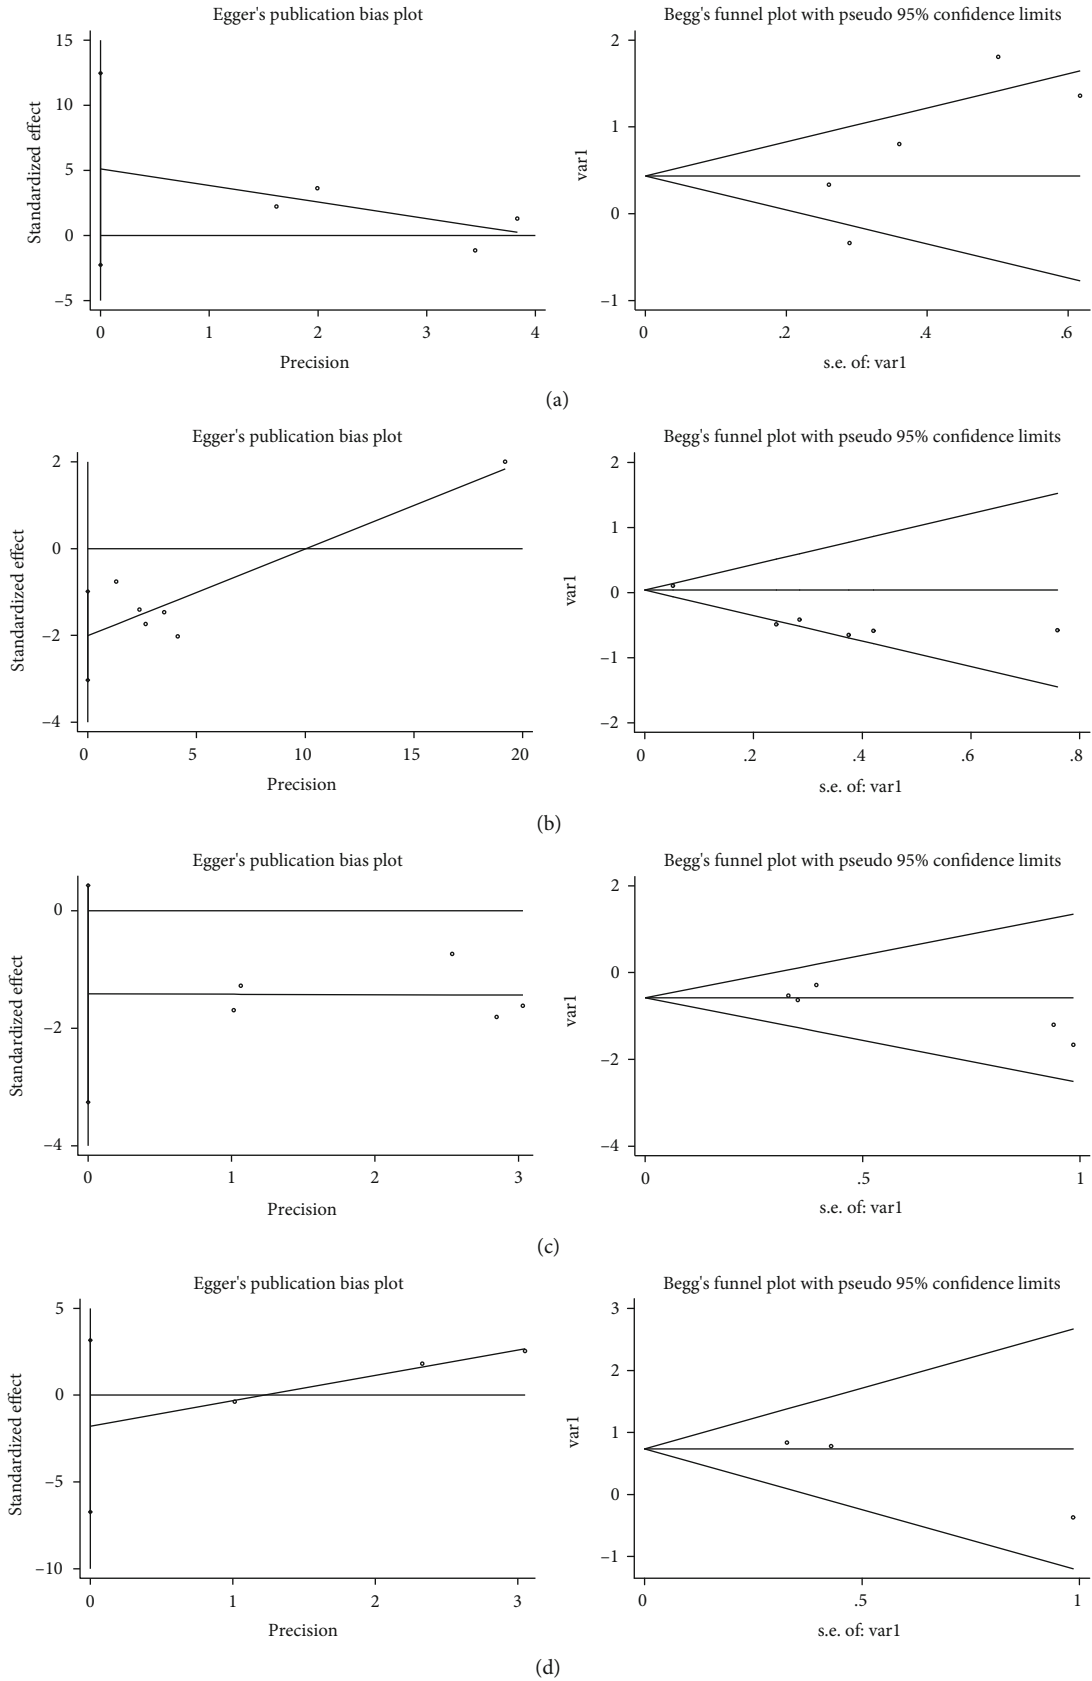 Egger's publication bias plot
Standardized effect
15
10
5
0
–5
0 1 2 3 4
Precision
Begg's funnel plot with pseudo 95% confidence limits
var1
2
1
0
–1
0 .2 .4 .6
s.e. of: var1
(a)
Egger's publication bias plot
Standardized effect
2
0
–2
–4
0 5 10 15 20
Precision
Begg's funnel plot with pseudo 95% confidence limits
var1
2
1
0
–1
–2
0 .2 .4 .6 .8
s.e. of: var1
(b)
Egger's publication bias plot
Standardized effect
0
–2
–4
0 1 2 3
Precision
Begg's funnel plot with pseudo 95% confidence limits
var1
2
0
–2
–4
0 .5 1
s.e. of: var1
(c)
Egger's publication bias plot
Standardized effect
5
0
–5
–10
0 1 2 3
Precision
Begg's funnel plot with pseudo 95% confidence limits
var1
3
2
1
0
–1
0 .5 1
s.e. of: var1
(d)